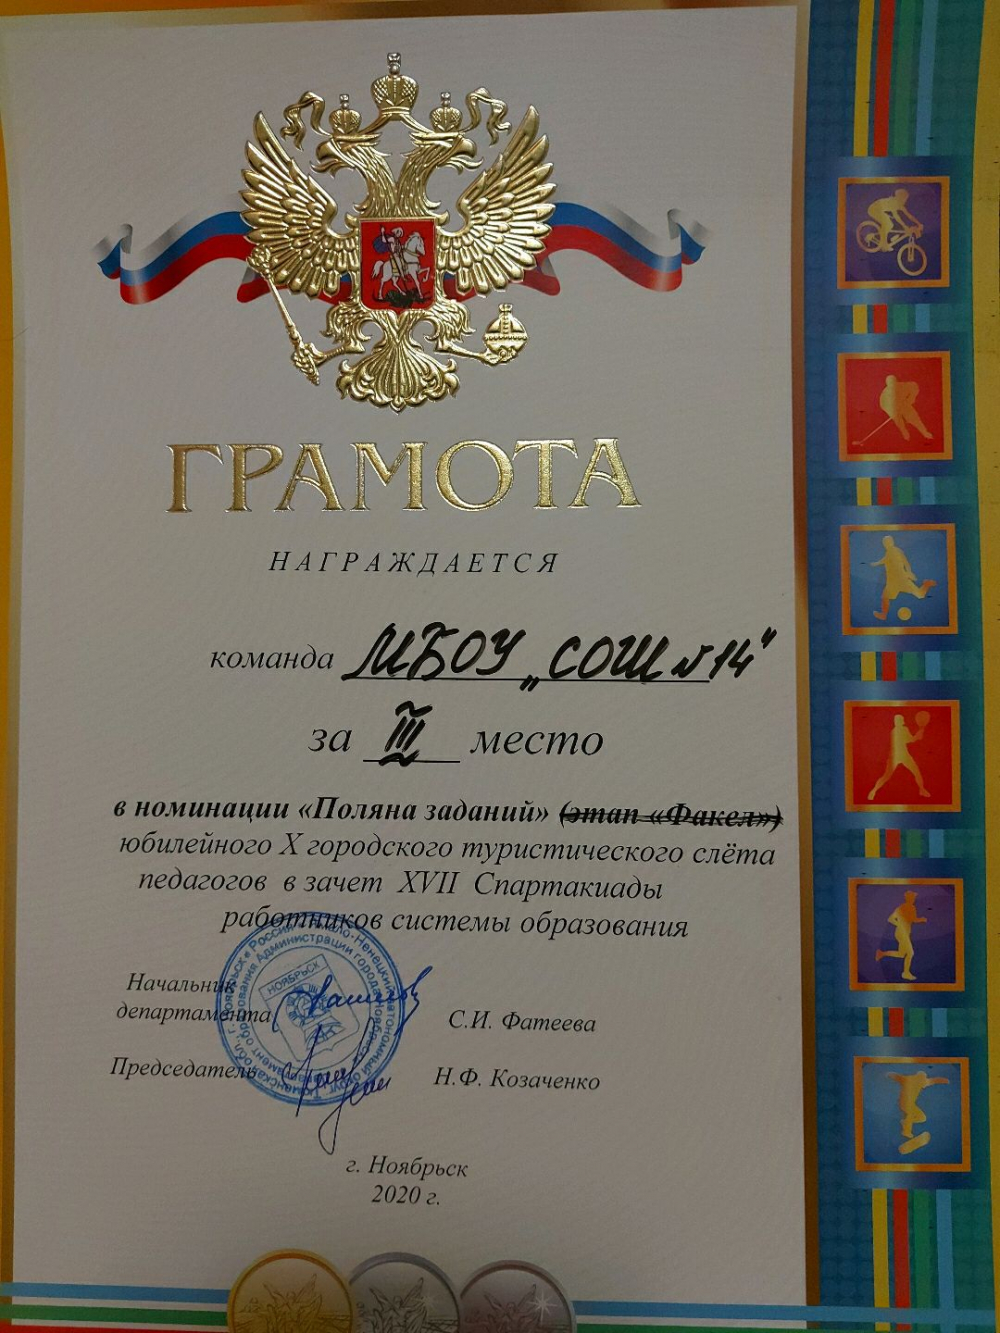 ГРАМОТА
НАГРАЖДАЕТСЯ
команда МБОУ „СОШ №14"
за III место
в номинации «Поляна заданий» (этап «Факел»)
юбилейного X городского туристического слёта
педагогов в зачет XVII Спартакиады
работников системы образования
НОЯБРЬСК
Начальник
департамента
С.И. Фатеева
Председатель
Н.Ф. Козаченко
г. Ноябрьск
2020 г.